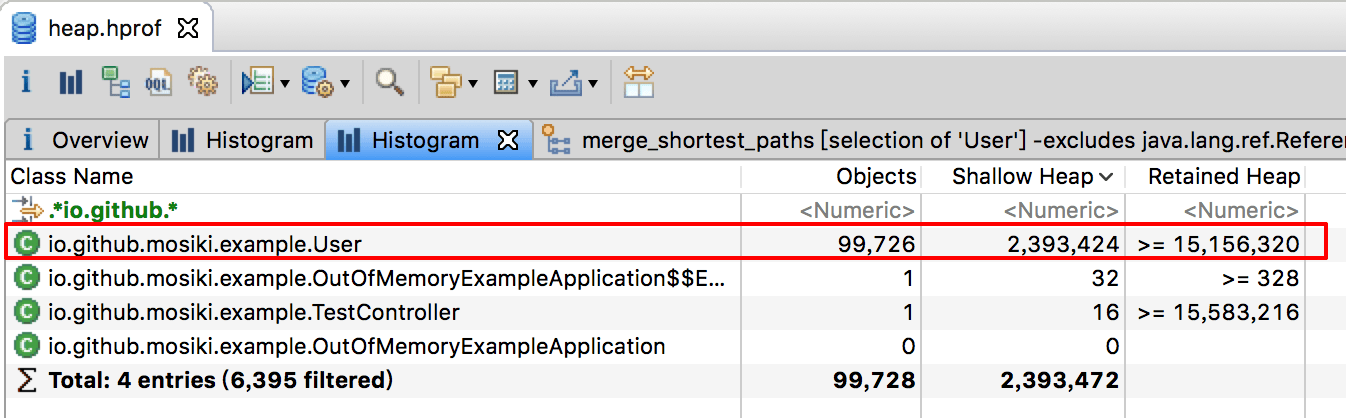 heap.hprof
i OQL
i Overview Histogram Histogram merge_shortest_paths [selection of 'User'] -excludes java.lang.ref.Refere
Class Name Objects Shallow Heap Retained Heap
.*io.github.* <Numeric> <Numeric> <Numeric>
C io.github.mosiki.example.User 99,726 2,393,424 >= 15,156,320
C io.github.mosiki.example.OutOfMemoryExampleApplication$$E... 1 32 >= 328
C io.github.mosiki.example.TestController 1 16 >= 15,583,216
C io.github.mosiki.example.OutOfMemoryExampleApplication 0 0
Σ Total: 4 entries (6,395 filtered) 99,728 2,393,472